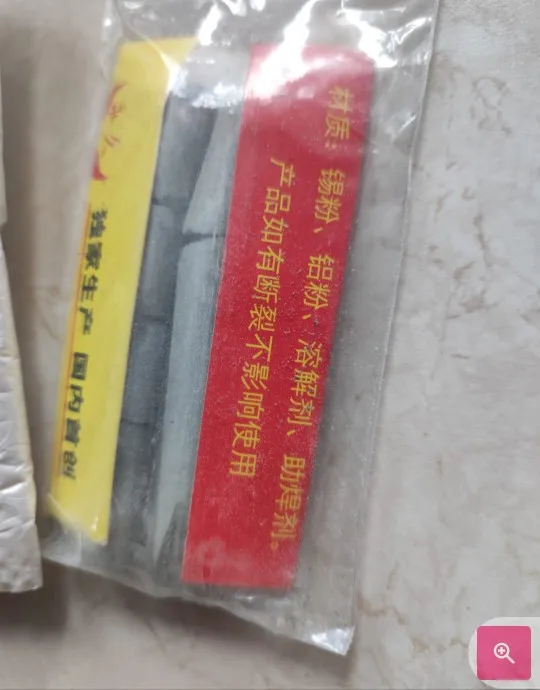 材质：锡粉、铝粉、溶解剂、助焊剂。
产品如有断裂不影响使用
独家生产 国内首创